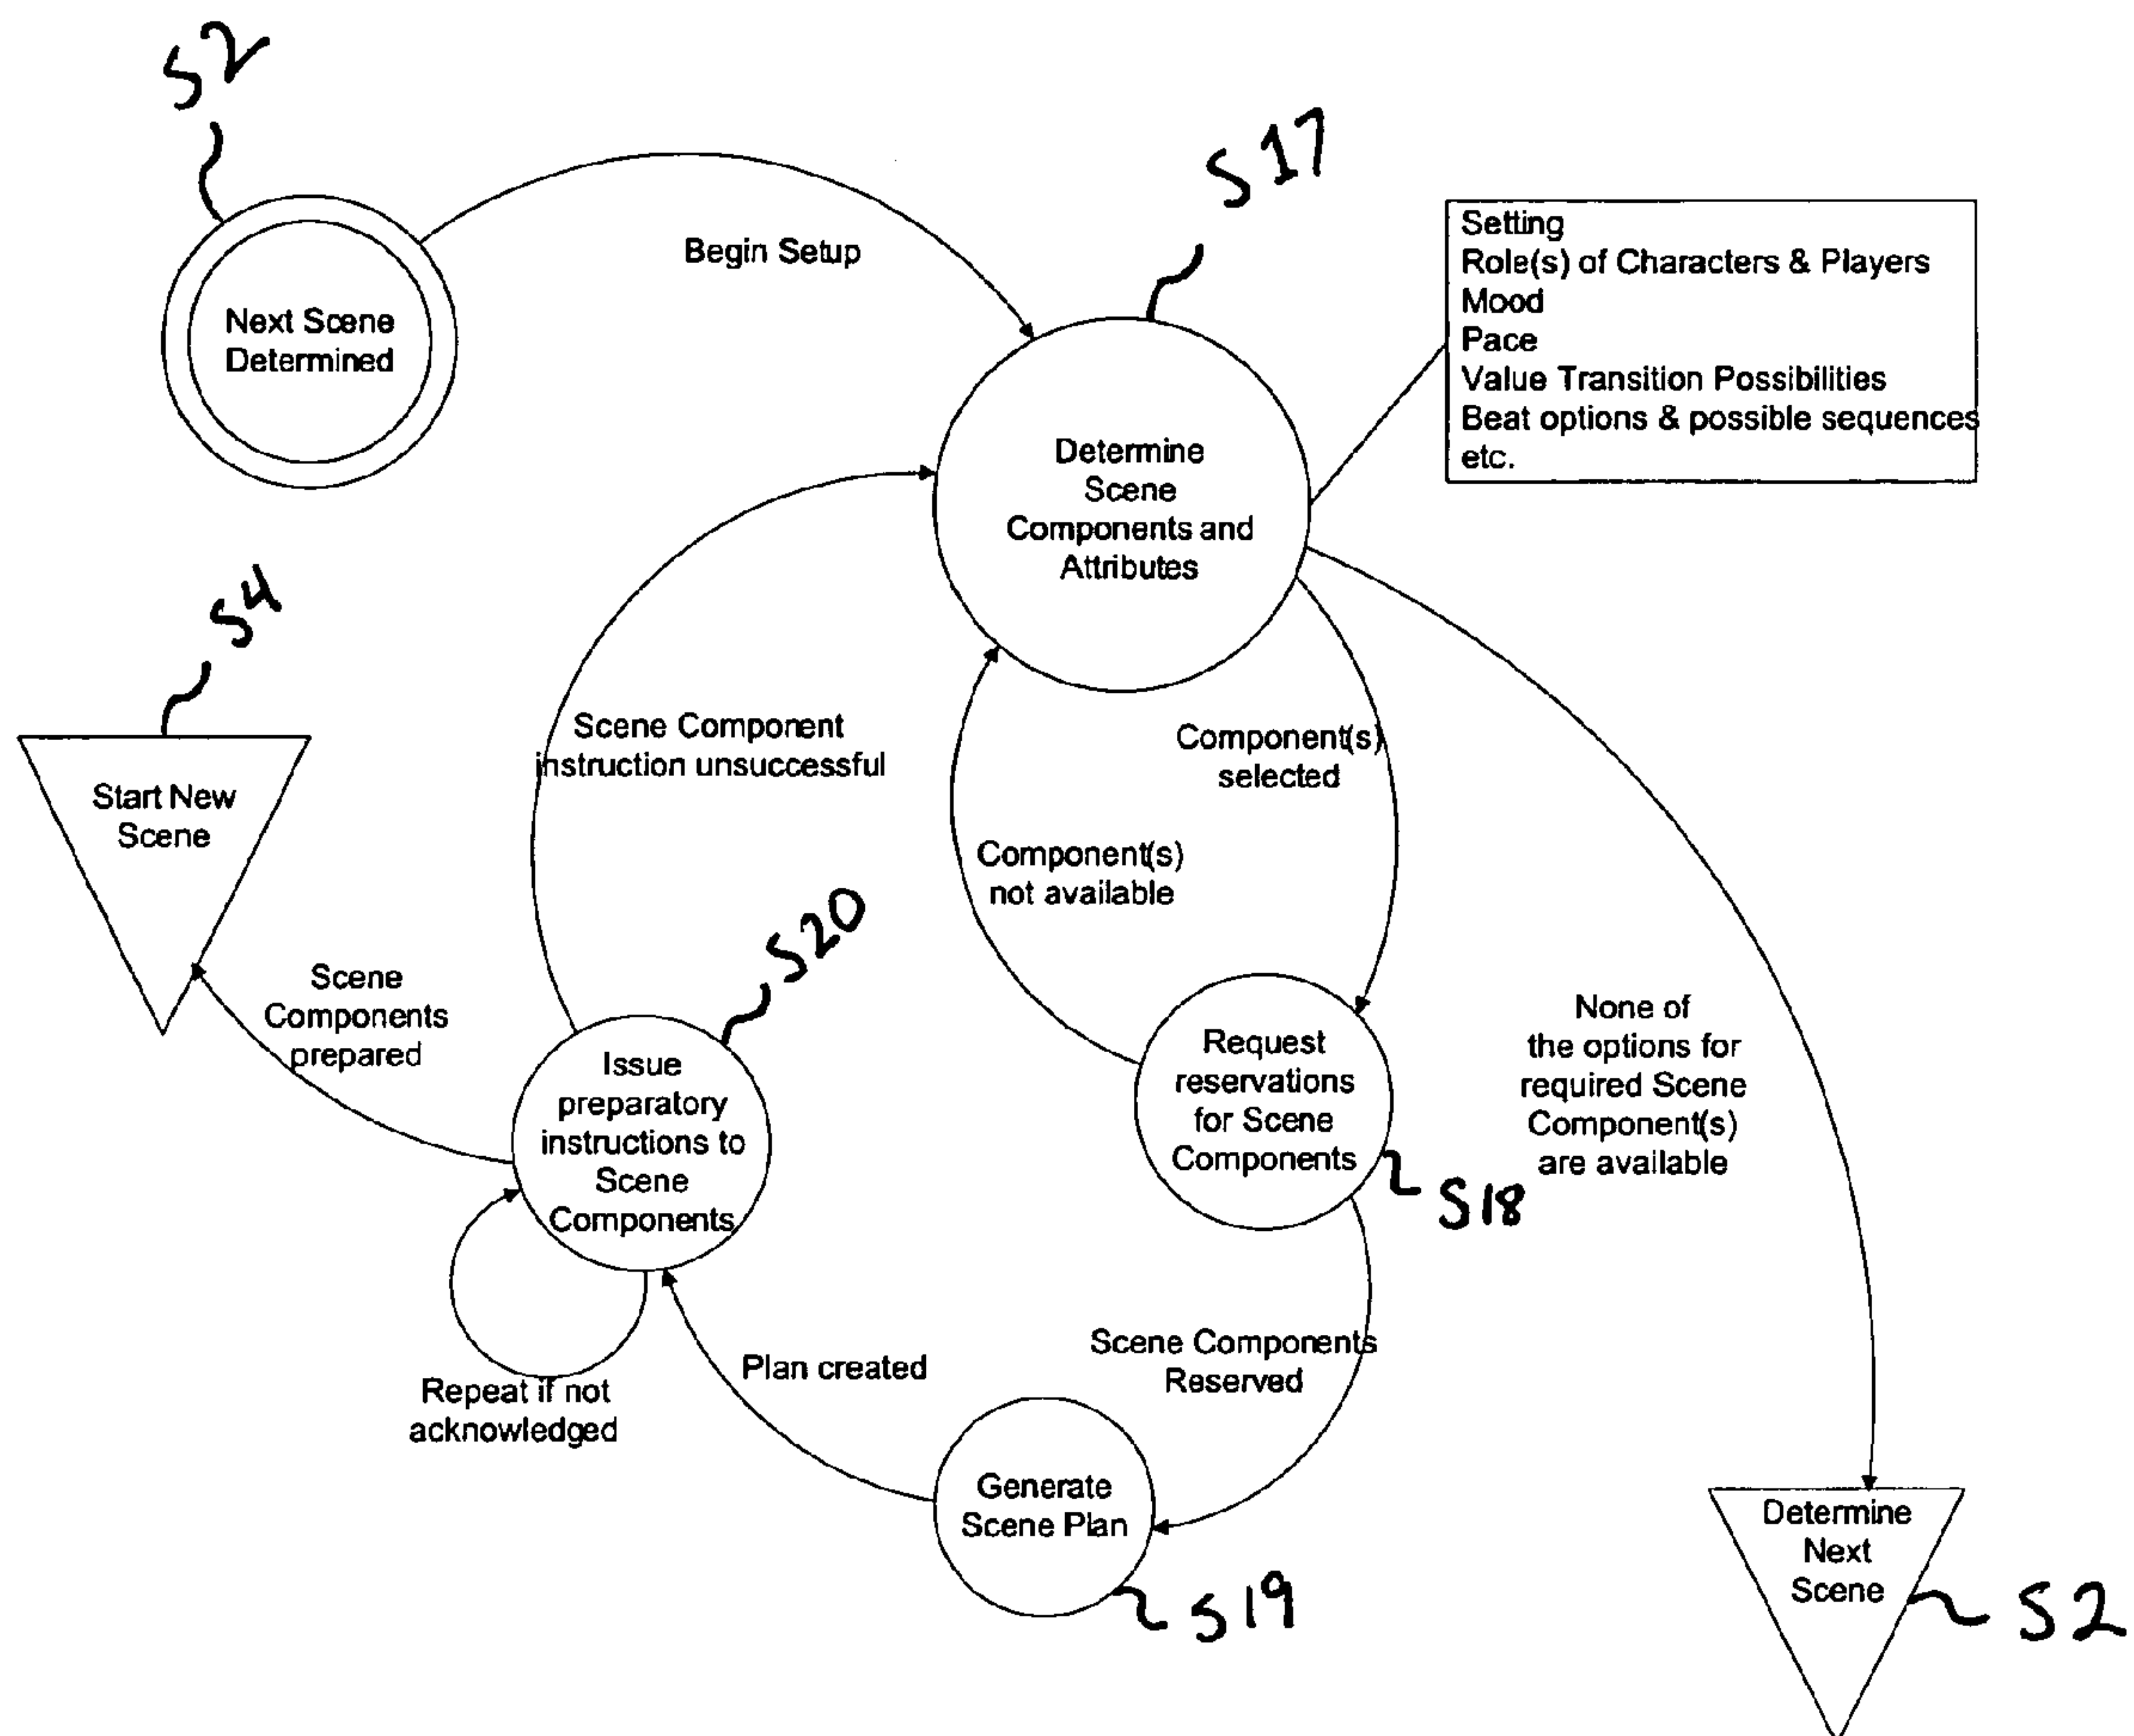 S2
Next Scene
Determined
Begin Setup
S17
Setting
Role(s) of Characters & Players
Mood
Pace
Value Transition Possibilities
Beat options & possible sequences
etc.
Determine
Scene
Components and
Attributes
S4
Start New
Scene
Scene Component
instruction unsuccessful
Component(s)
selected
Component(s)
not available
S20
Scene
Components
prepared
Issue
preparatory
instructions to
Scene
Components
Request
reservations
for Scene
Components
S18
None of
the options for
required Scene
Component(s)
are available
Repeat if not
acknowledged
Plan created
Scene Components
Reserved
Generate
Scene Plan
S19
Determine
Next
Scene
S2